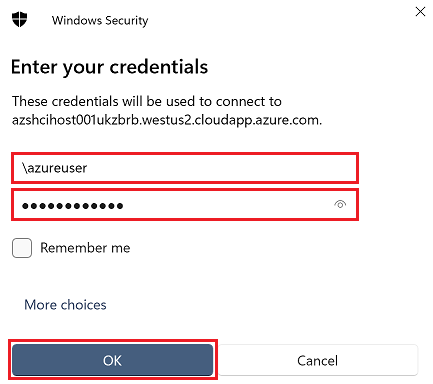 Windows Security
Enter your credentials
These credentials will be used to connect to
azshcihost001ukzbrb.westus2.cloudapp.azure.com.
\azureuser
●●●●●●●●●●●●
Remember me
More choices
OK
Cancel